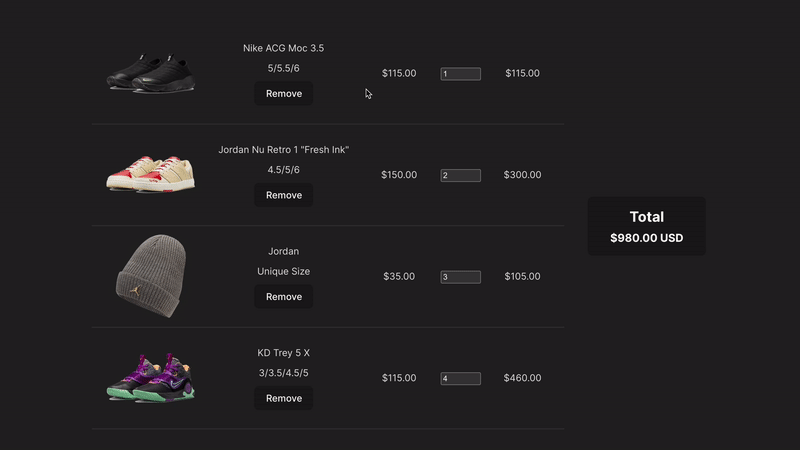 Nike ACG Moc 3.5
5/5.5/6
Remove
$115.00
1
$115.00
Jordan Nu Retro 1 "Fresh Ink"
4.5/5/6
Remove
$150.00
2
$300.00
Jordan
Unique Size
Remove
$35.00
3
$105.00
KD Trey 5 X
3/3.5/4.5/5
Remove
$115.00
4
$460.00
Total
$980.00 USD